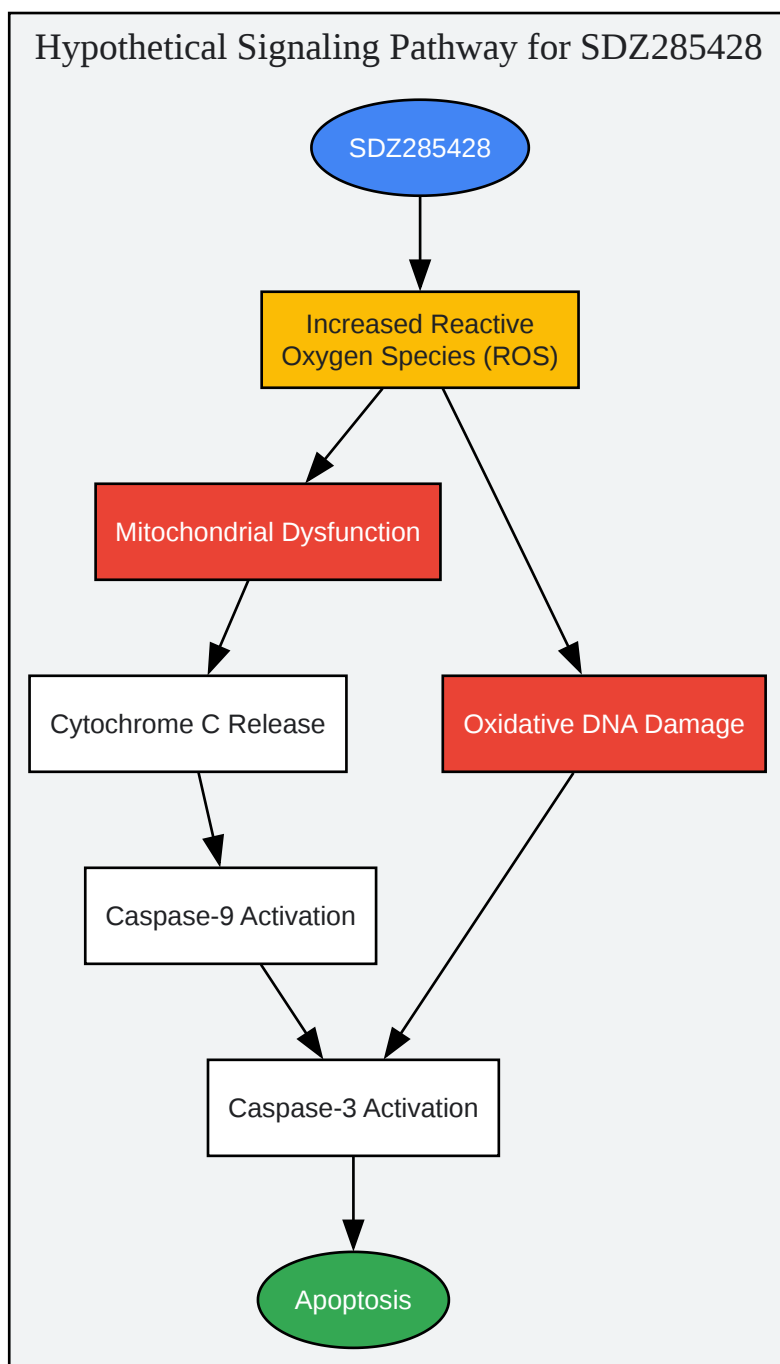 Hypothetical Signaling Pathway for SDZ285428
SDZ285428
Increased Reactive
Oxygen Species (ROS)
Mitochondrial Dysfunction
Cytochrome C Release
Oxidative DNA Damage
Caspase-9 Activation
Caspase-3 Activation
Apoptosis